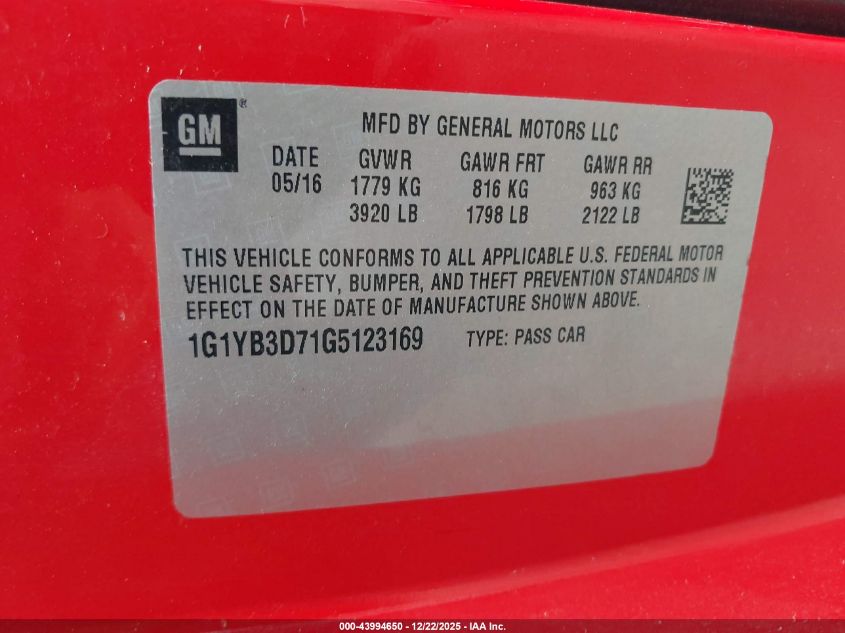 GM ®
MFD BY GENERAL MOTORS LLC
DATE GVWR GAWR FRT GAWR RR
05/16 1779 KG 816 KG 963 KG
3920 LB 1798 LB 2122 LB
THIS VEHICLE CONFORMS TO ALL APPLICABLE U.S. FEDERAL MOTOR
VEHICLE SAFETY, BUMPER, AND THEFT PREVENTION STANDARDS IN
EFFECT ON THE DATE OF MANUFACTURE SHOWN ABOVE.
1G1YB3D71G5123169 TYPE: PASS CAR
000-43994650 - 12/22/2025 - IAA Inc.